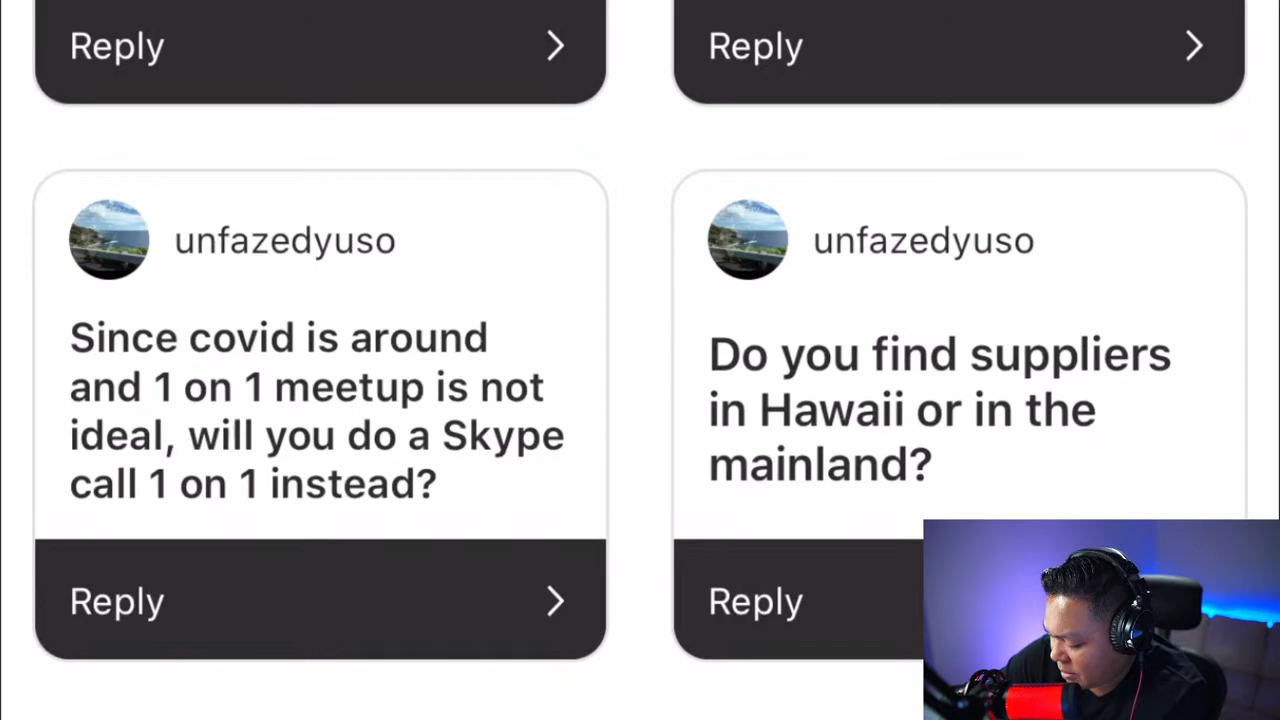 Reply
Reply
unfazedyuso
Since covid is around
and 1 on 1 meetup is not
ideal, will you do a Skype
call 1 on 1 instead?
Reply
unfazedyuso
Do you find suppliers
in Hawaii or in the
mainland?
Reply